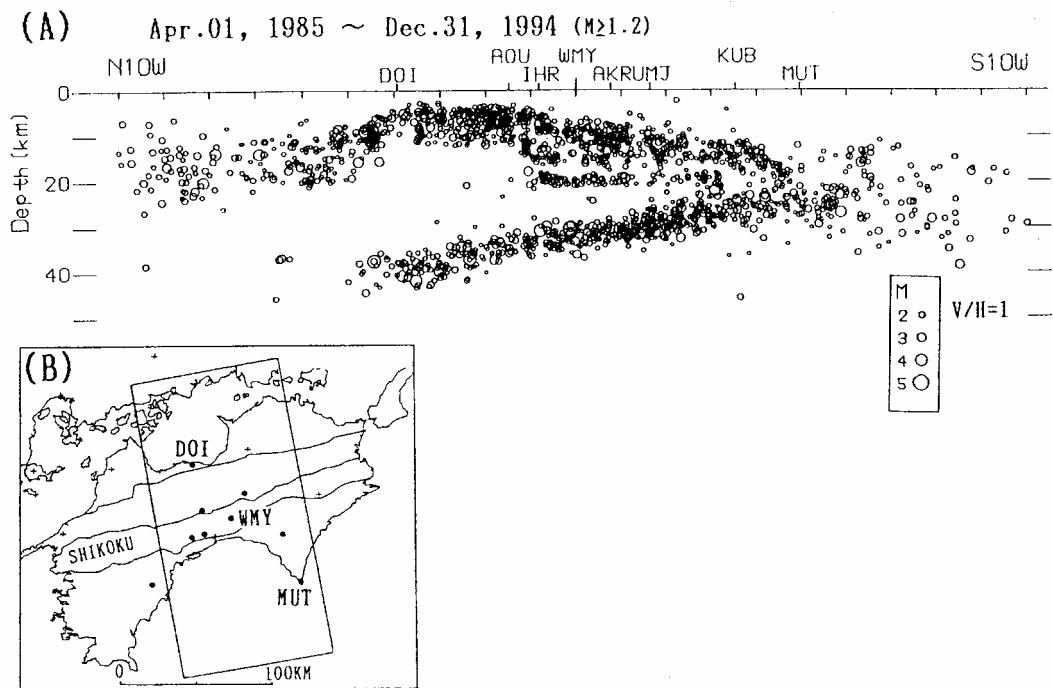 (A) Apr.01, 1985 ~ Dec.31, 1994 (M≥1.2)
AOU WMY KUB
N10W DOI IHR AKRUMJ MUT S10W
0
20
40
Depth (km)
M
2
3
4
5
V/H=1
(B)
DOI
WMY
SHIKOKU
MUT
0 100KM